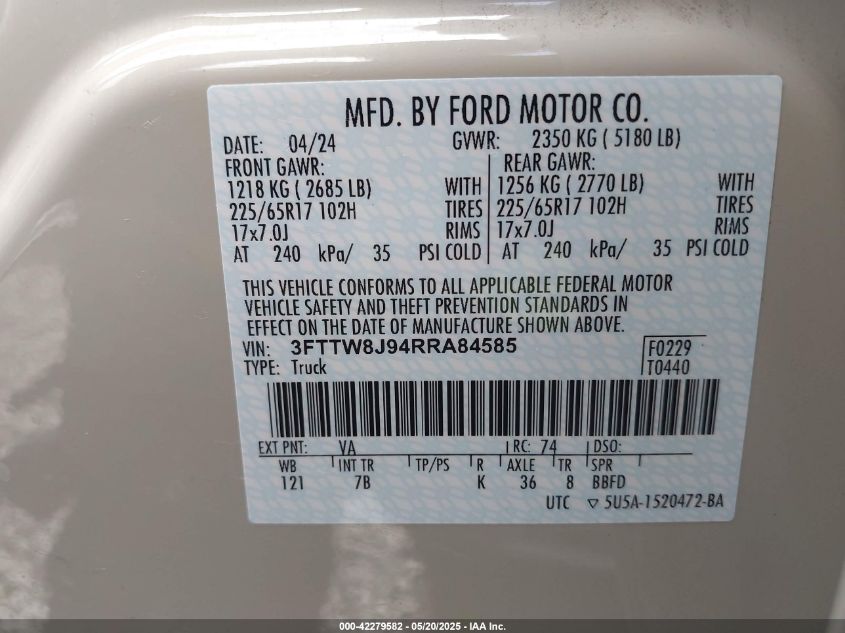 MFD. BY FORD MOTOR CO.
DATE: 04/24 GVWR: 2350 KG ( 5180 LB)
FRONT GAWR: REAR GAWR:
1218 KG ( 2685 LB) WITH 1256 KG ( 2770 LB) WITH
225/65R17 102H TIRES 225/65R17 102H TIRES
17x7.0J RIMS 17x7.0J RIMS
AT 240 kPa/ 35 PSI COLD AT 240 kPa/ 35 PSI COLD
THIS VEHICLE CONFORMS TO ALL APPLICABLE FEDERAL MOTOR
VEHICLE SAFETY AND THEFT PREVENTION STANDARDS IN
EFFECT ON THE DATE OF MANUFACTURE SHOWN ABOVE.
VIN: 3FTTW8J94RRA84585 F0229
TYPE: Truck T0440
EXT PNT: VA RC: 74 DSO:
WB INT TR TP/PS R AXLE TR SPR
121 7B K 36 8 BBFD
UTC ▽ 5U5A-1520472-BA
000-42279582 - 05/20/2025 - IAA Inc.